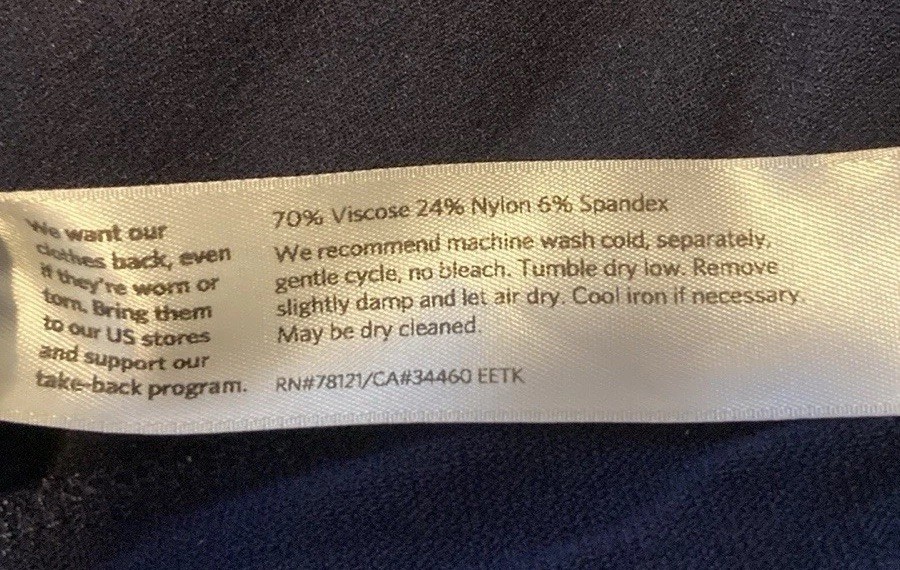 We want our
clothes back, even
if they're worn or
torn. Bring them
to our US stores
and support our
take-back program.
70% Viscose 24% Nylon 6% Spandex
We recommend machine wash cold, separately,
gentle cycle, no bleach. Tumble dry low. Remove
slightly damp and let air dry. Cool iron if necessary.
May be dry cleaned.
RN#78121/CA#34460 EETK